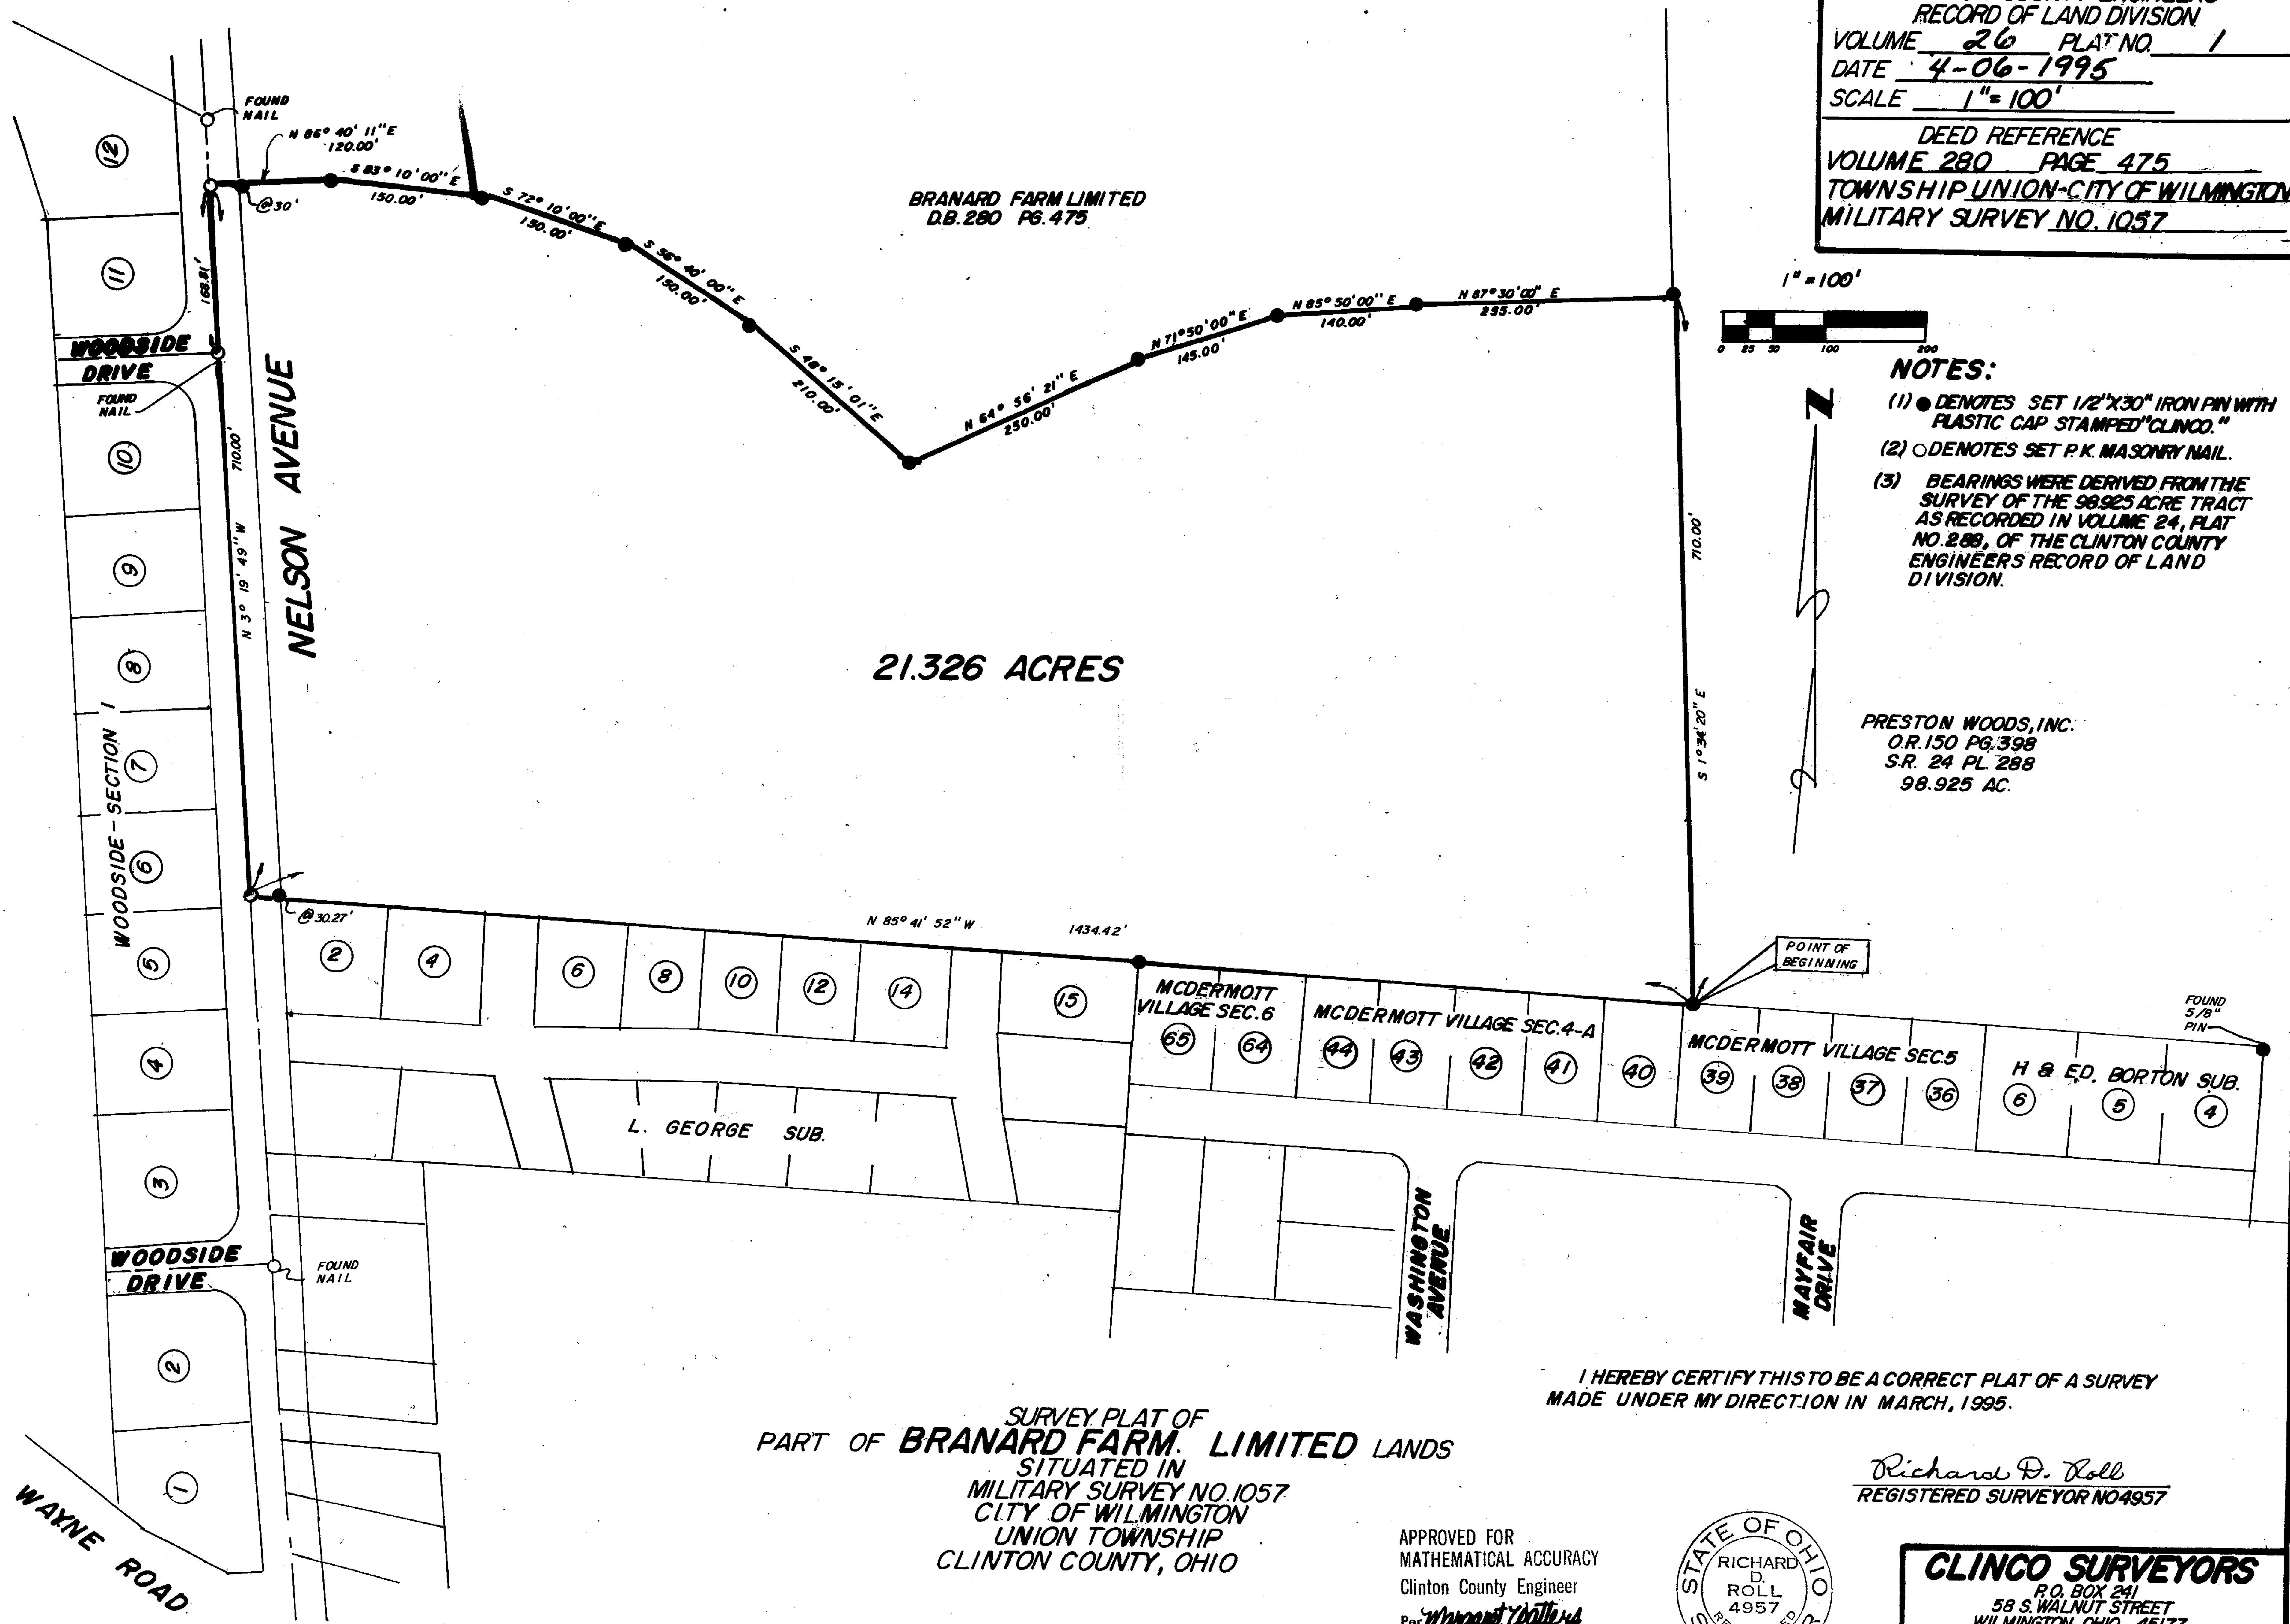 RECORD OF LAND DIVISION
VOLUME 26 PLAT NO. 1
DATE 4-06-1995
SCALE 1"=100'
DEED REFERENCE
VOLUME 280 PAGE 475
TOWNSHIP UNION-CITY OF WILMINGTON
MILITARY SURVEY NO. 1057
FOUND
NAIL
N 86° 40' 11" E
120.00'
@30'
S 83° 10' 00" E
150.00'
S 72° 10' 00" E
150.00'
S 56° 40' 00" E
150.00'
S 48° 15' 01" E
210.00'
N 64° 56' 21" E
250.00'
N 71° 50' 00" E
145.00'
N 85° 50' 00" E
140.00'
N 87° 30' 00" E
255.00'
BRANARD FARM LIMITED
D.B. 280 PG. 475
12
11
168.81'
WOODSIDE
DRIVE
FOUND
NAIL
710.00'
N 3° 19' 49" W
NELSON AVENUE
10
9
8
7
6
5
4
3
WOODSIDE - SECTION 1
1" = 100'
0 25 50 100 200
N
NOTES:
(1) ● DENOTES SET 1/2"X30" IRON PIN WITH
PLASTIC CAP STAMPED "CLINCO."
(2) ○ DENOTES SET P.K. MASONRY NAIL.
(3) BEARINGS WERE DERIVED FROM THE
SURVEY OF THE 98.925 ACRE TRACT
AS RECORDED IN VOLUME 24, PLAT
NO. 288, OF THE CLINTON COUNTY
ENGINEERS RECORD OF LAND
DIVISION.
21.326 ACRES
710.00'
S 1° 34' 20" E
PRESTON WOODS, INC.
O.R. 150 PG. 398
S.R. 24 PL. 288
98.925 AC.
@ 30.27'
N 85° 41' 52" W 1434.42'
POINT OF
BEGINNING
2
4
6
8
10
12
14
15
MCDERMOTT
VILLAGE SEC. 6
65
64
MCDERMOTT VILLAGE SEC. 4-A
44
43
42
41
40
MCDERMOTT VILLAGE SEC. 5
39
38
37
36
H & ED. BORTON SUB.
6
5
4
FOUND
5/8"
PIN
L. GEORGE SUB.
WASHINGTON
AVENUE
MAYFAIR
DRIVE
WOODSIDE
DRIVE
FOUND
NAIL
2
1
WAYNE ROAD
SURVEY PLAT OF
PART OF BRANARD FARM. LIMITED LANDS
SITUATED IN
MILITARY SURVEY NO. 1057
CITY OF WILMINGTON
UNION TOWNSHIP
CLINTON COUNTY, OHIO
I HEREBY CERTIFY THIS TO BE A CORRECT PLAT OF A SURVEY
MADE UNDER MY DIRECTION IN MARCH, 1995.
Richard D. Roll
REGISTERED SURVEYOR NO 4957
APPROVED FOR
MATHEMATICAL ACCURACY
Clinton County Engineer
Per
STATE OF OHIO
RICHARD
D.
ROLL
4957
CLINCO SURVEYORS
P.O. BOX 241
58 S. WALNUT STREET
WILMINGTON, OHIO 45177